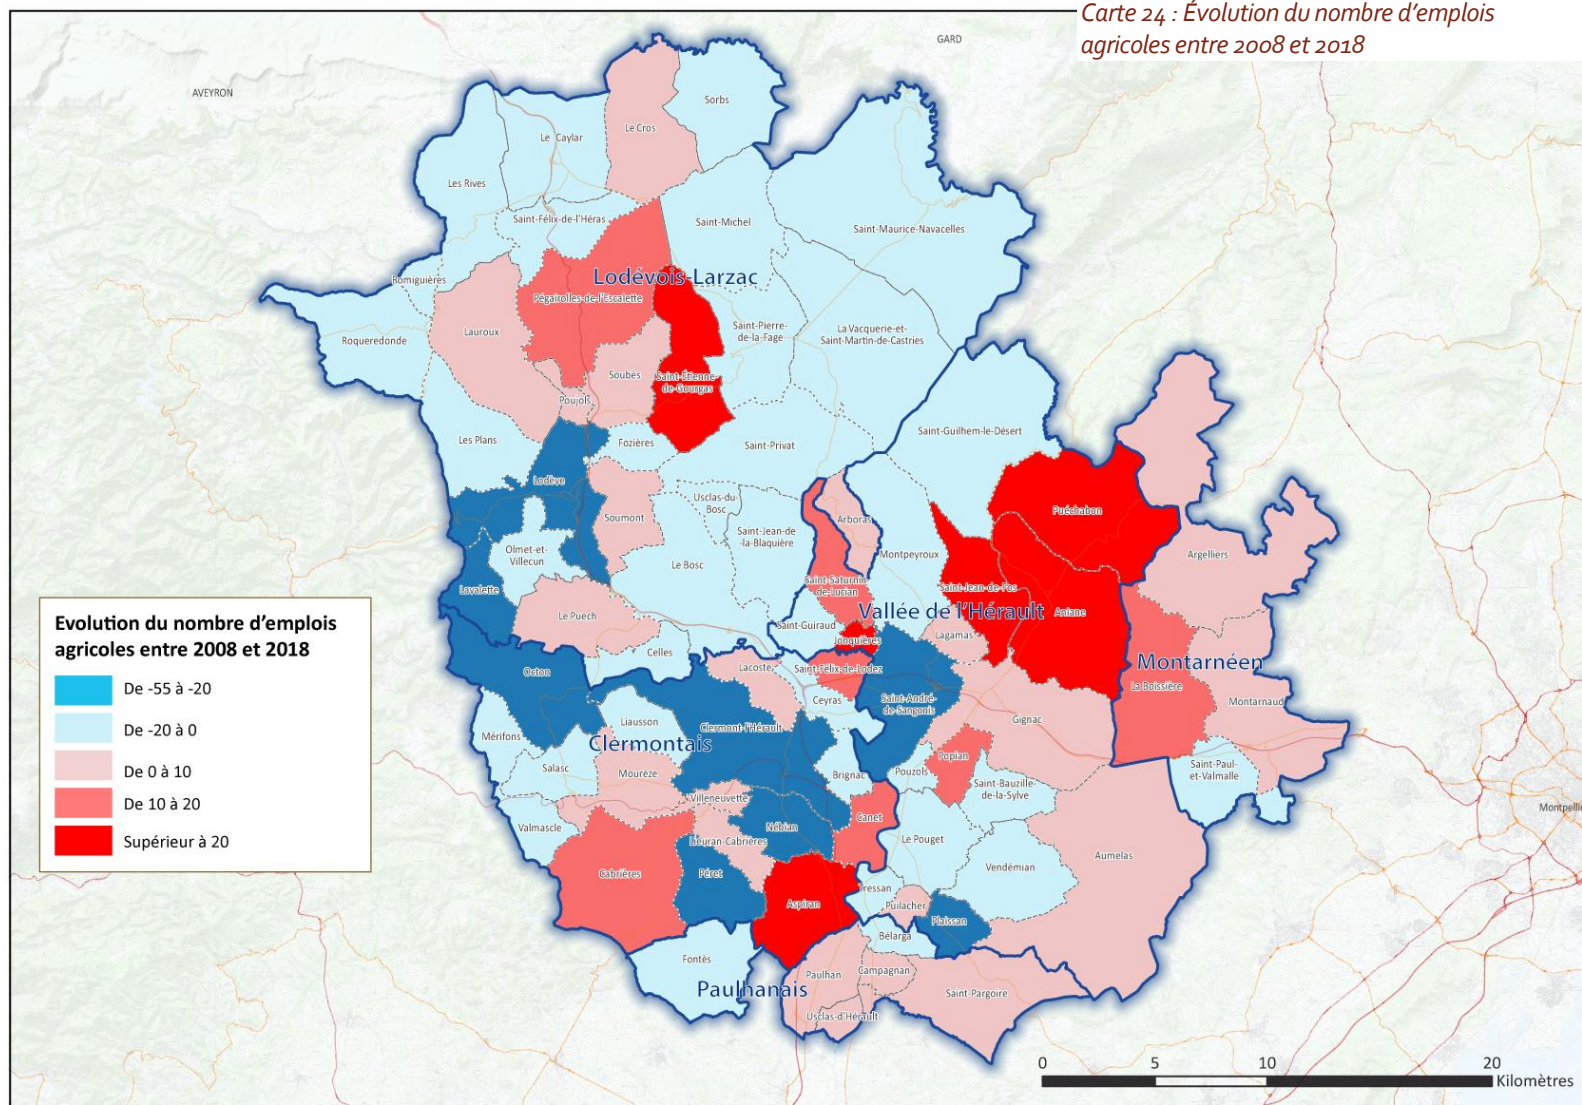 Carte 24 : Évolution du nombre d'emplois
agricoles entre 2008 et 2018
GARD
AVEYRON
Sorbs
Le Cros
Le Caylar
Les Rives
Saint-Félix-de-l'Héras
Saint-Michel
Saint-Maurice-Navacelles
Lodévois-Larzac
Romiguières
Pégairolles-de-l'Escalette
Lauroux
Roqueredonde
Saint-Pierre-
de-la-Fage
La Vacquerie-et-
Saint-Martin-de-Castries
Soubès
Saint-Étienne-
de-Gourgas
Poujols
Les Plans
Fozières
Saint-Privat
Saint-Guilhem-le-Désert
Lodève
Usclas-du-
Bosc
Soumont
Arboras
Puéchabon
Saint-Jean-de
-la-Blaquière
Olmet-et-
Villecun
Montpeyroux
Argelliers
Le Bosc
Lavalette
Saint-Saturnin-
de-Lucian
Saint-Jean-de-Fos
Aniane
Vallée de l'Hérault
Le Puech
Saint-Guiraud
Jonquières
Lagamas
Celles
Lacoste
Saint-Félix-de-Lodez
Montarnéen
Octon
Ceyras
Saint-André-
de-Sangonis
La Boissière
Montarnaud
Liausson
Clermont-l'Hérault
Gignac
Mérifons
Clermontais
Salasc
Mourèze
Brignac
Pouzols
Popian
Saint-Paul-
et-Valmalle
Saint-Bauzille-
de-la-Sylve
Villeneuvette
Montpellie
Valmascle
Nébian
Canet
Lieuran-Cabrières
Le Pouget
Aumelas
Vendémian
Cabrières
Péret
Aspiran
Tressan
Puilacher
Plaissan
Bélarga
Fontès
Paulhan
Campagnan
Paulhanais
Saint-Pargoire
Usclas-d'Hérault
Evolution du nombre d'emplois
agricoles entre 2008 et 2018
De -55 à -20
De -20 à 0
De 0 à 10
De 10 à 20
Supérieur à 20
0 5 10 20
Kilomètres